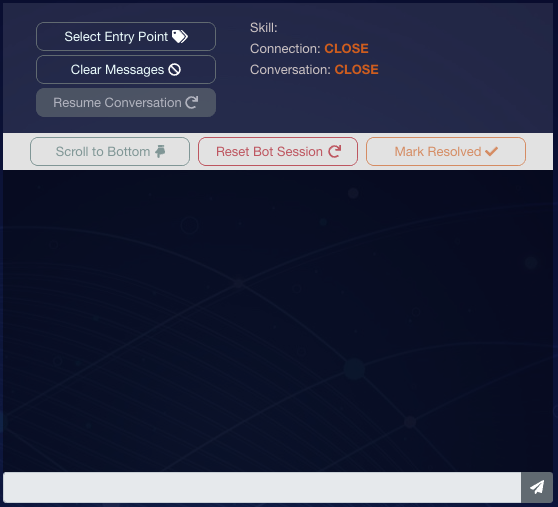 Select Entry Point
Clear Messages
Resume Conversation
Skill:
Connection: CLOSE
Conversation: CLOSE
Scroll to Bottom
Reset Bot Session
Mark Resolved